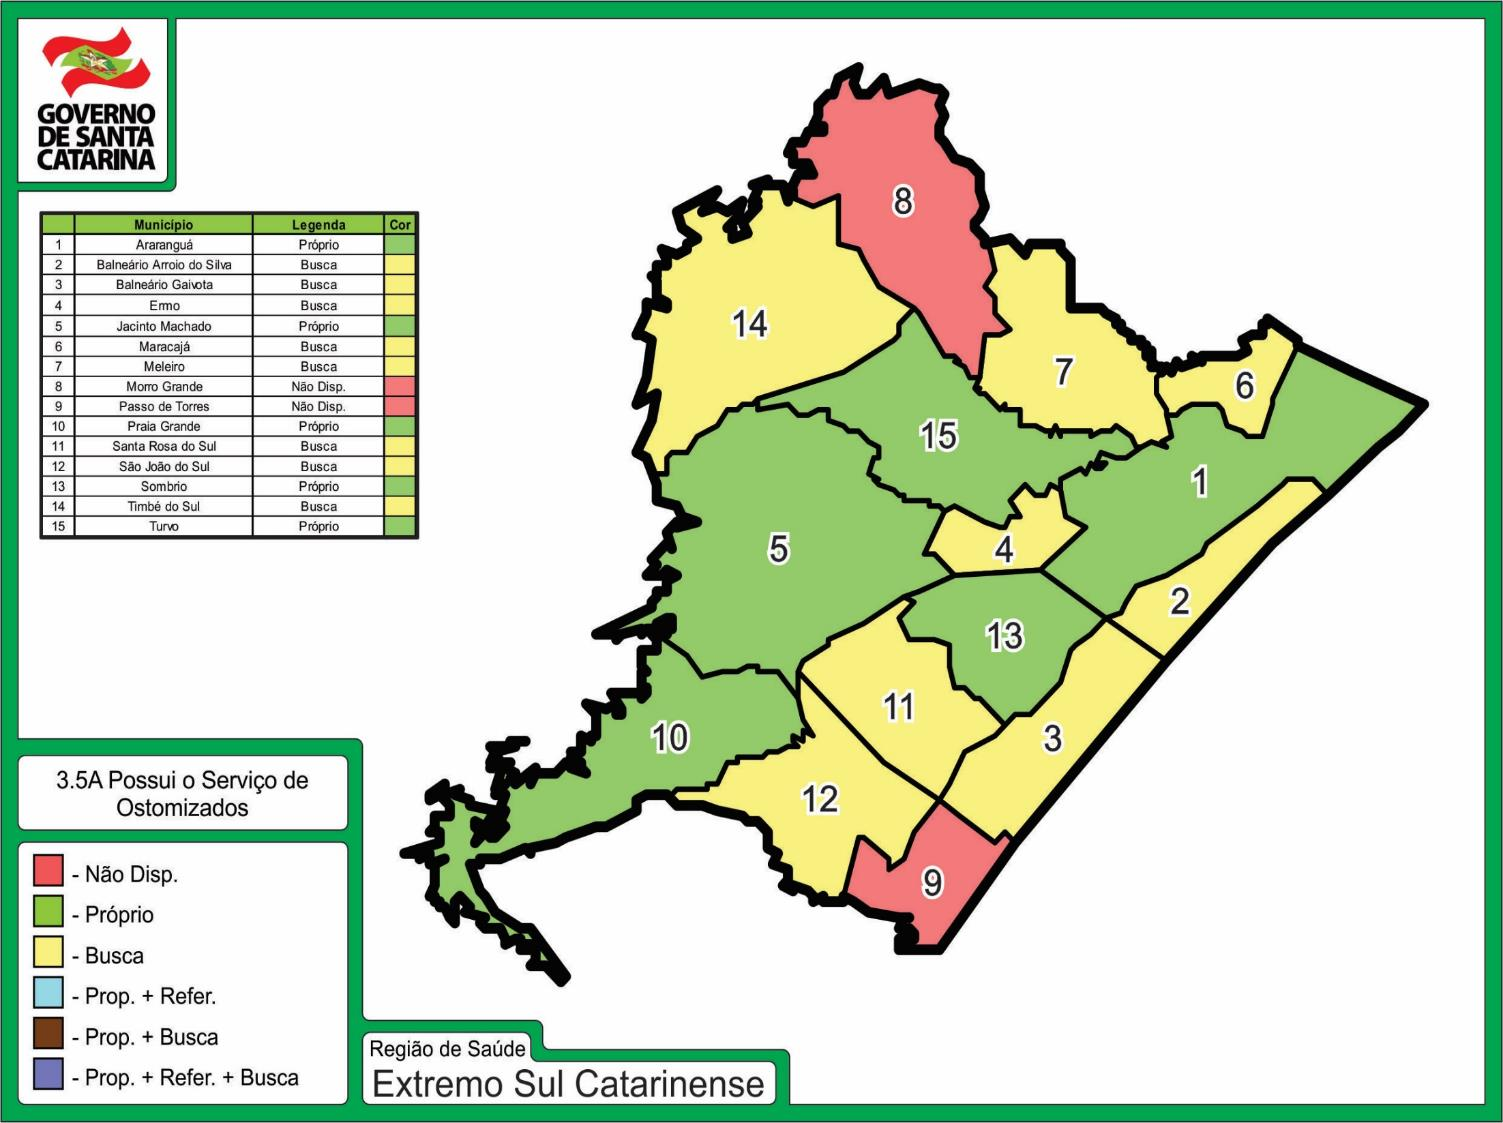 GOVERNO
DE SANTA
CATARINA
Município Legenda Cor
1 Araranguá Próprio
2 Balneário Arroio do Silva Busca
3 Balneário Gaivota Busca
4 Ermo Busca
5 Jacinto Machado Próprio
6 Maracajá Busca
7 Meleiro Busca
8 Morro Grande Não Disp.
9 Passo de Torres Não Disp.
10 Praia Grande Próprio
11 Santa Rosa do Sul Busca
12 São João do Sul Busca
13 Sombrio Próprio
14 Timbé do Sul Busca
15 Turvo Próprio
8
14
7
6
15
1
5
4
2
13
11
10
3
12
9
3.5A Possui o Serviço de
Ostomizados
- Não Disp.
- Próprio
- Busca
- Prop. + Refer.
- Prop. + Busca
- Prop. + Refer. + Busca
Região de Saúde
Extremo Sul Catarinense